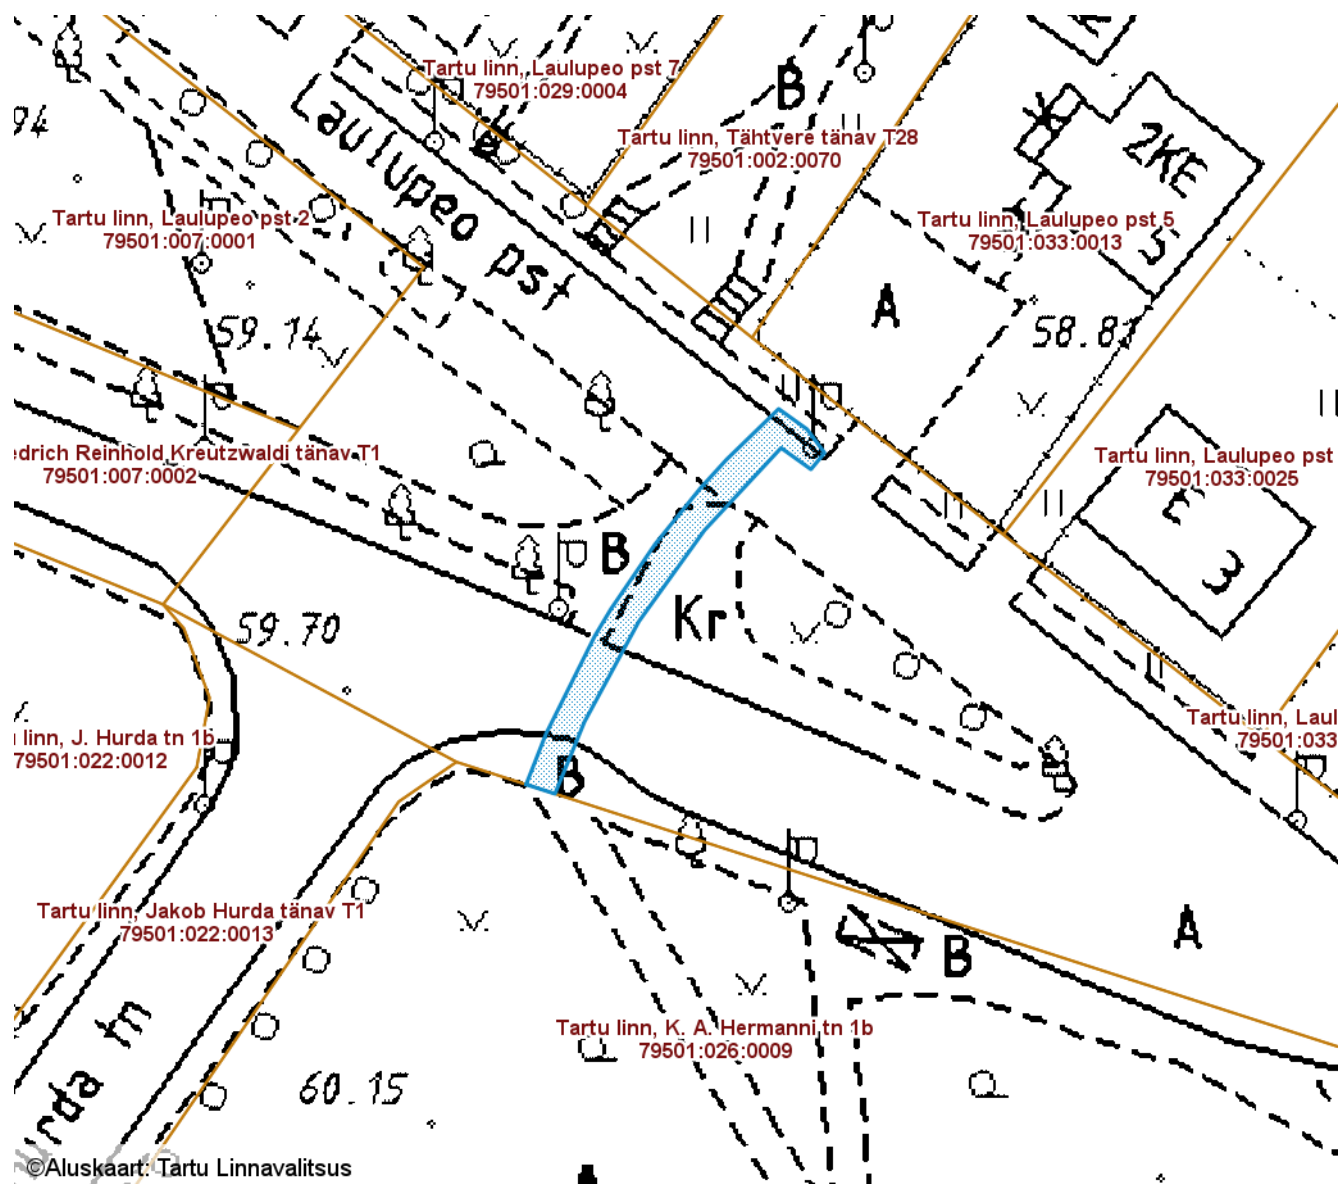 Tartu linn, Laulupeo pst 7
79501:029:0004
B
94
Laulupeo pst
Tartu linn, Tähtvere tänav T28
79501:002:0070
2KE
5
Tartu linn, Laulupeo pst 2
79501:007:0001
Tartu linn, Laulupeo pst 5
79501:033:0013
A
59.14
58.81
edrich Reinhold Kreutzwaldi tänav T1
79501:007:0002
Tartu linn, Laulupeo pst
79501:033:0025
E
3
B
Kr
59.70
linn, J. Hurda tn 1b
79501:022:0012
Tartu linn, Laul
79501:033
B
Tartu linn, Jakob Hurda tänav T1
79501:022:0013
A
B
Tartu linn, K. A. Hermanni tn 1b
79501:026:0009
urda tn
60.15
©Aluskaart: Tartu Linnavalitsus